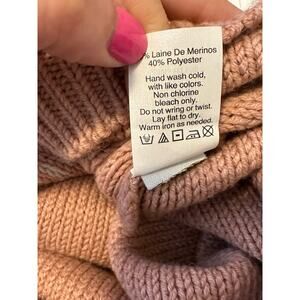 % Laine De Merinos
40% Polyester
Hand wash cold,
with like colors.
Non chlorine
bleach only.
Do not wring or twist.
Lay flat to dry.
Warm iron as needed.